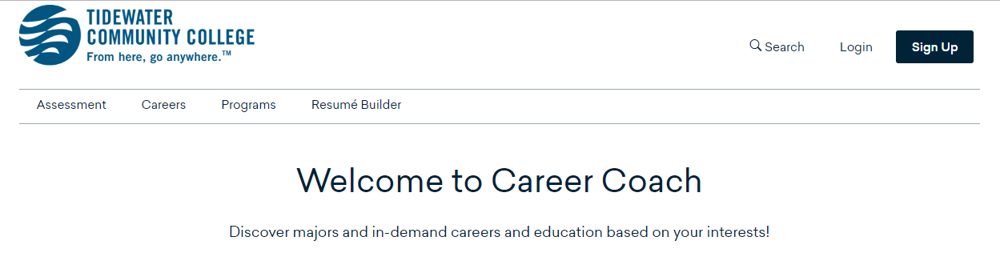 TIDEWATER
COMMUNITY COLLEGE
From here, go anywhere.™
Search Login Sign Up
Assessment Careers Programs Resumé Builder
Welcome to Career Coach
Discover majors and in-demand careers and education based on your interests!